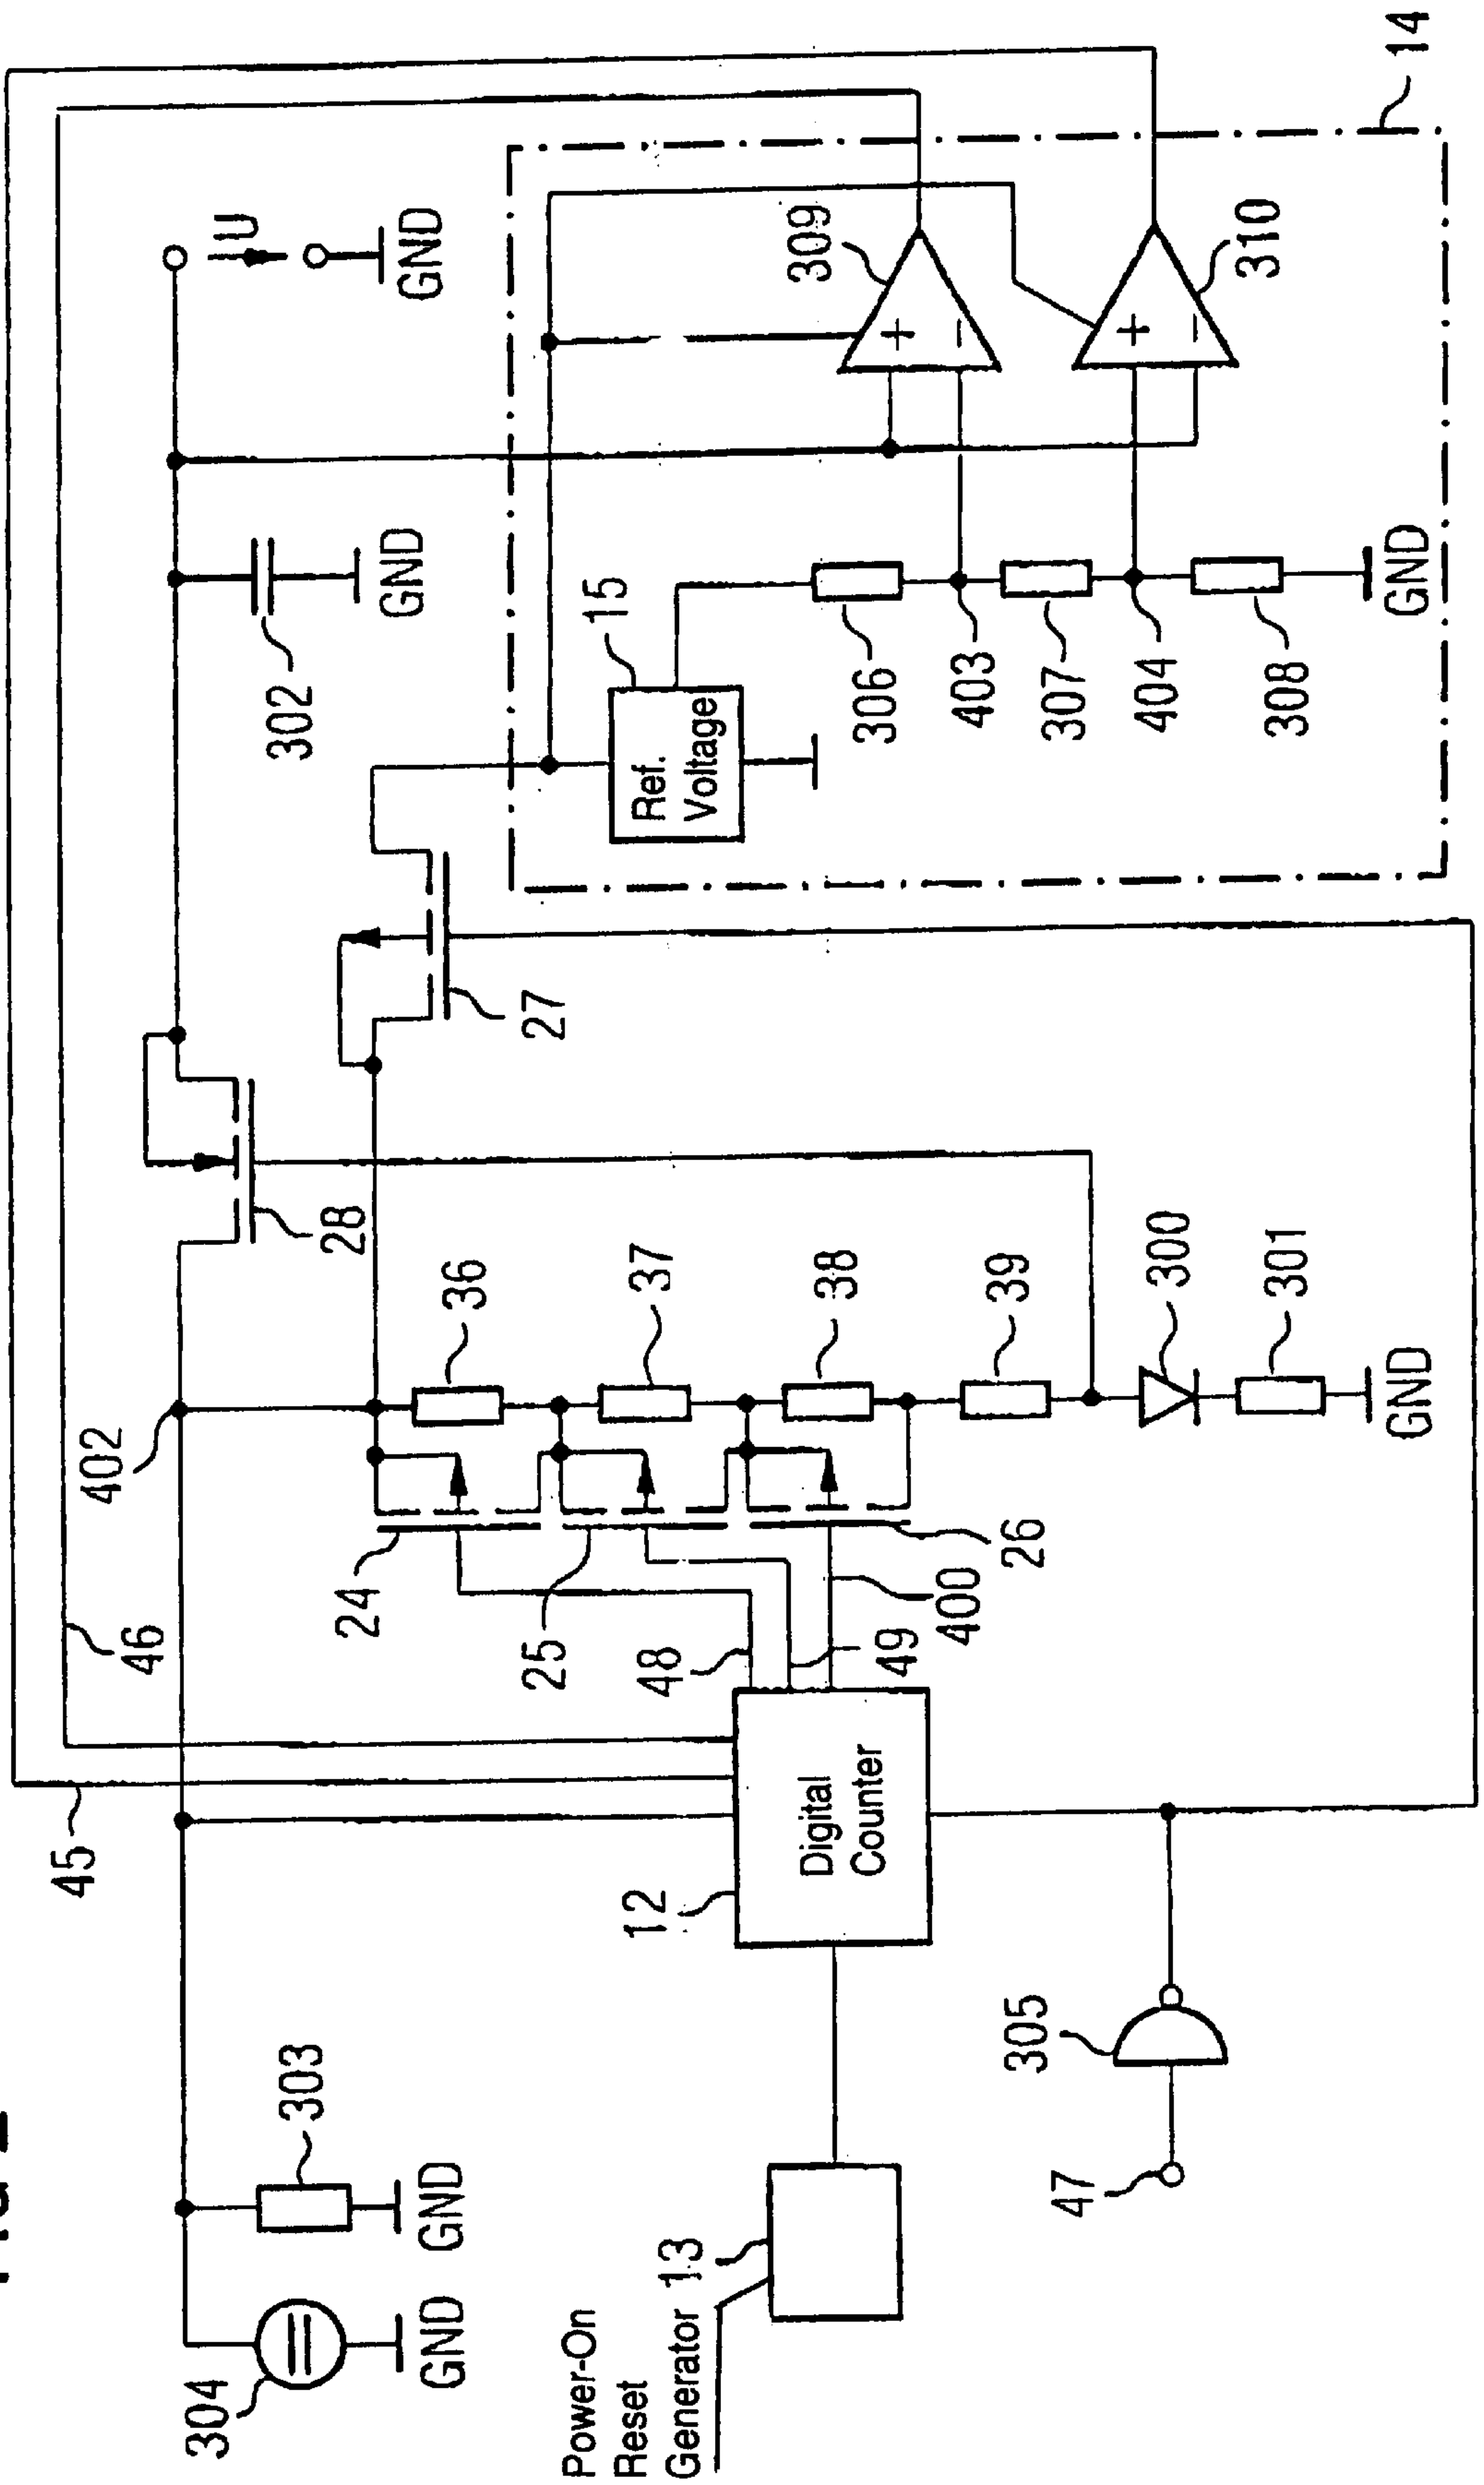 45
46
402
28
27
302
GND
U
GND
14
309
310
15
Ref.
Voltage
306
403
307
404
308
GND
36
37
38
39
300
301
GND
24
25
26
48
49
400
12
Digital
Counter
303
GND
304
GND
Power-On
Reset
Generator
13
305
47